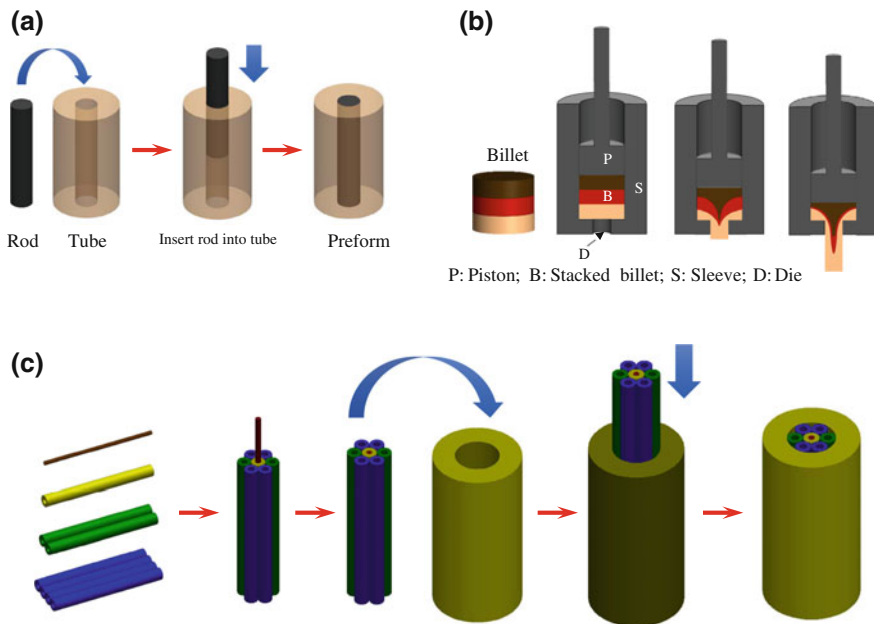 (a)
Rod
Tube
Insert rod into tube
Preform
(b)
Billet
P
B
S
D
P: Piston; B: Stacked billet; S: Sleeve; D: Die
(c)